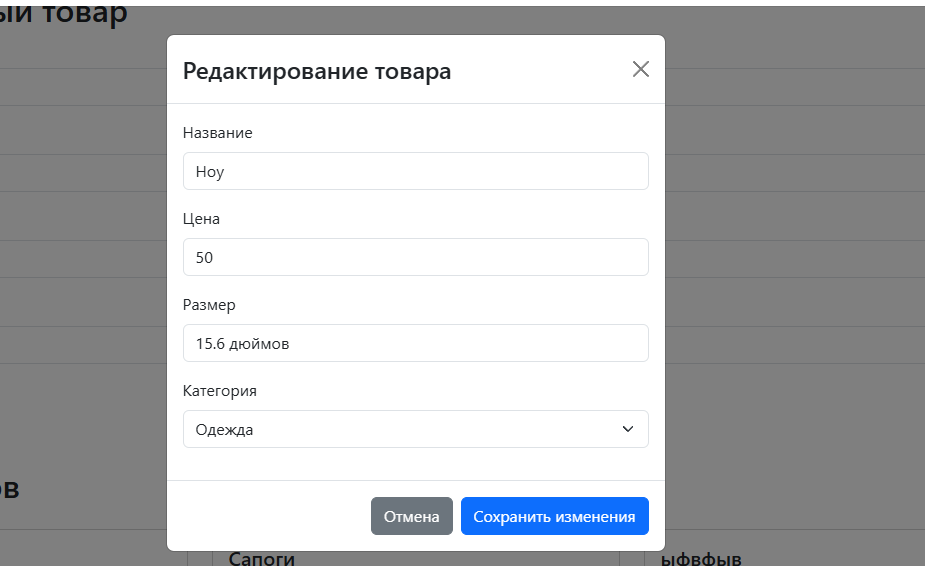 ый товар
Редактирование товара
Название
Ноу
Цена
50
Размер
15.6 дюймов
Категория
Одежда
ов
Отмена
Сохранить изменения
Сапоги
ыфвфыв